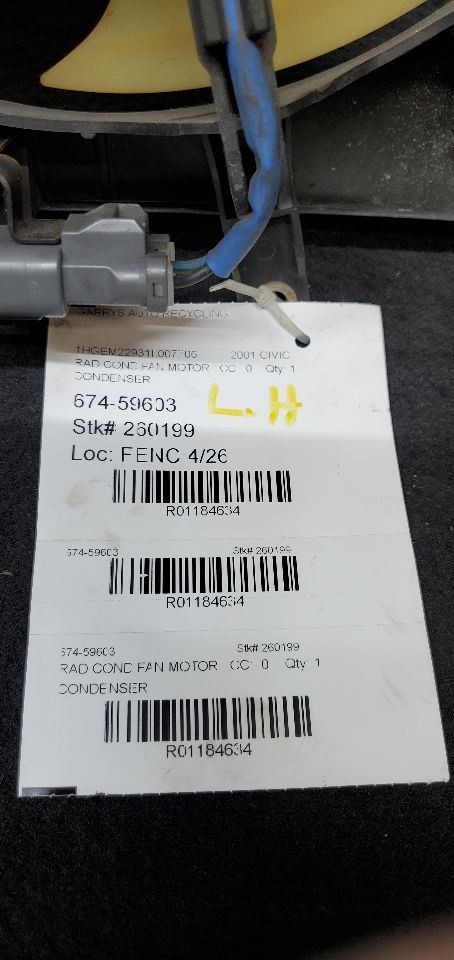 GARRYS AUTO RECYCLING
1HGEM22931L007706 2001 CIVIC
RAD COND FAN MOTOR CC: 0 Qty: 1
CONDENSER
674-59603 L.H
Stk# 260199
Loc: FENC 4/26
R01184634
674-59603 Stk# 260199
R01184634
674-59603 Stk# 260199
RAD COND FAN MOTOR CC: 0 Qty: 1
CONDENSER
R01184634